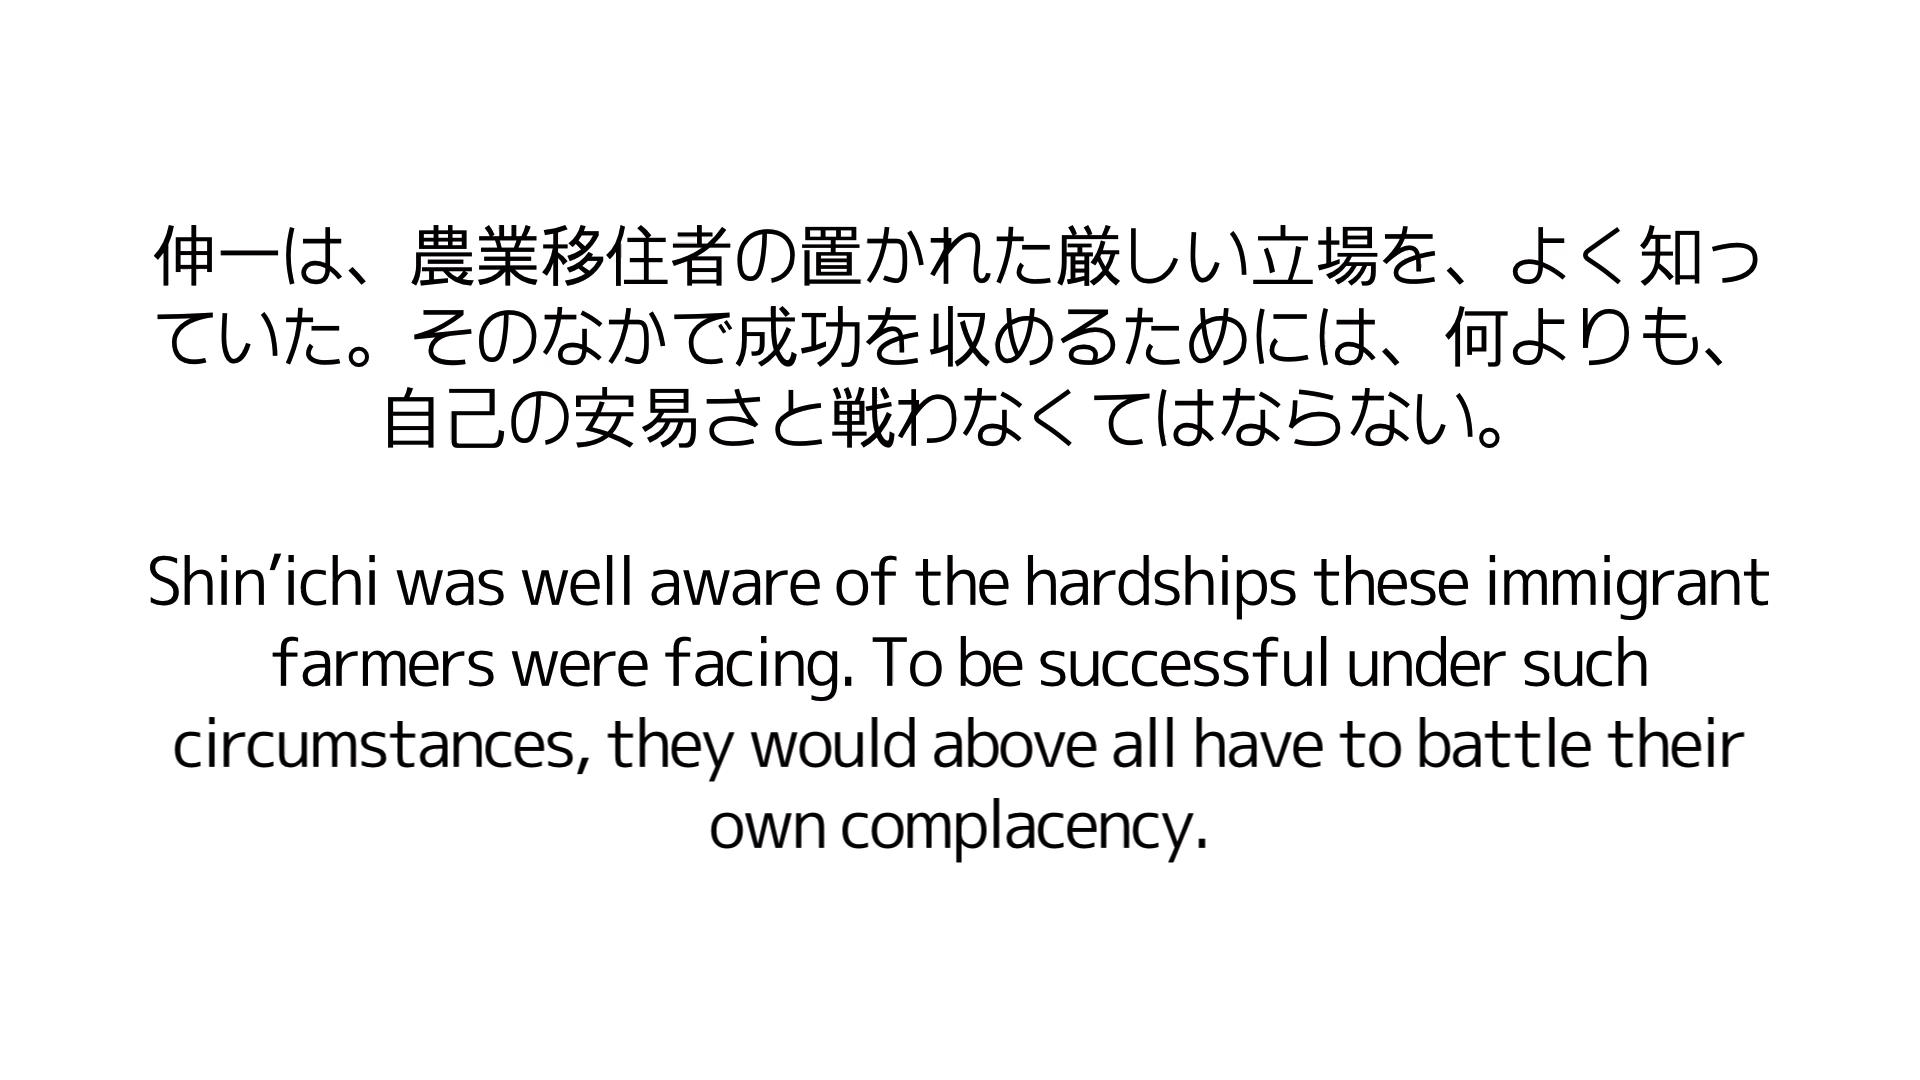 伸一は、農業移住者の置かれた厳しい立場を、よく知っ
ていた。そのなかで成功を収めるためには、何よりも、
自己の安易さと戦わなくてはならない。
Shin’ichi was well aware of the hardships these immigrant
farmers were facing. To be successful under such
circumstances, they would above all have to battle their
own complacency.